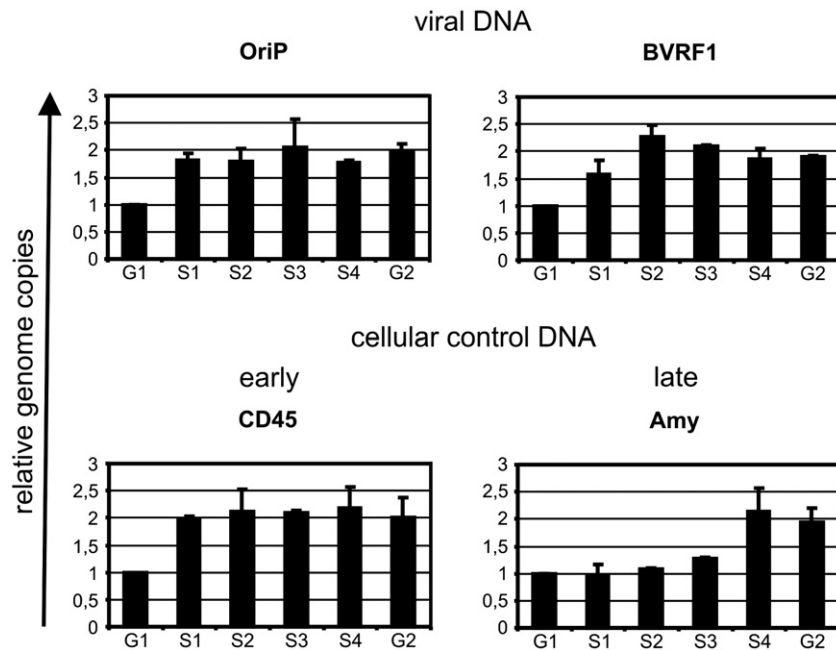 viral DNA
OriP
BVRF1
3
2,5
2
1,5
1
0,5
0
G1 S1 S2 S3 S4 G2
3
2,5
2
1,5
1
0,5
0
G1 S1 S2 S3 S4 G2
relative genome copies
cellular control DNA
early
late
CD45
Amy
3
2,5
2
1,5
1
0,5
0
G1 S1 S2 S3 S4 G2
3
2,5
2
1,5
1
0,5
0
G1 S1 S2 S3 S4 G2